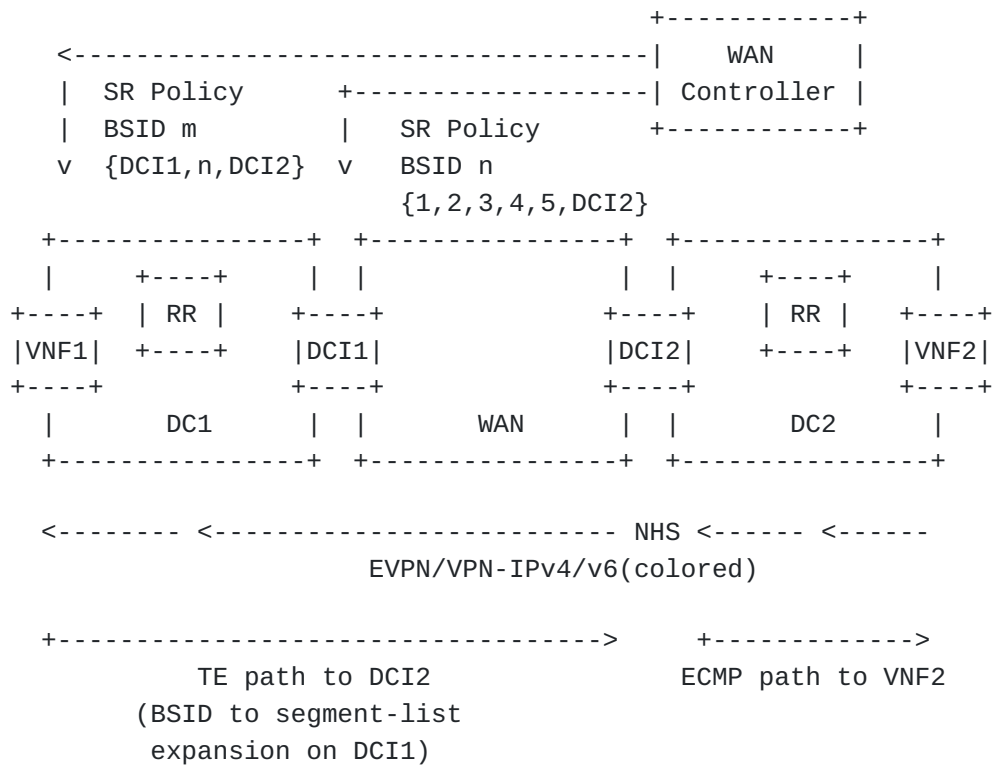 WAN
SR Policy Controller
BSID m SR Policy
{DCI1,n,DCI2} BSID n
{1,2,3,4,5,DCI2}
RR RR
VNF1 DCI1 DCI2 VNF2
DC1 WAN DC2
NHS
EVPN/VPN-IPv4/v6(colored)
TE path to DCI2 ECMP path to VNF2
(BSID to segment-list
expansion on DCI1)